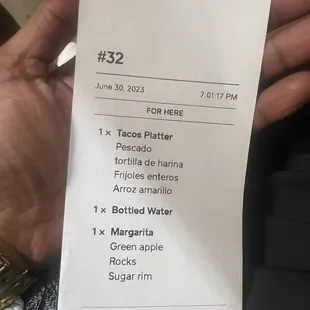 #32
June 30, 2023 7:01:17 PM
FOR HERE
1 × Tacos Platter
Pescado
tortilla de harina
Frijoles enteros
Arroz amarillo
1 × Bottled Water
1 × Margarita
Green apple
Rocks
Sugar rim